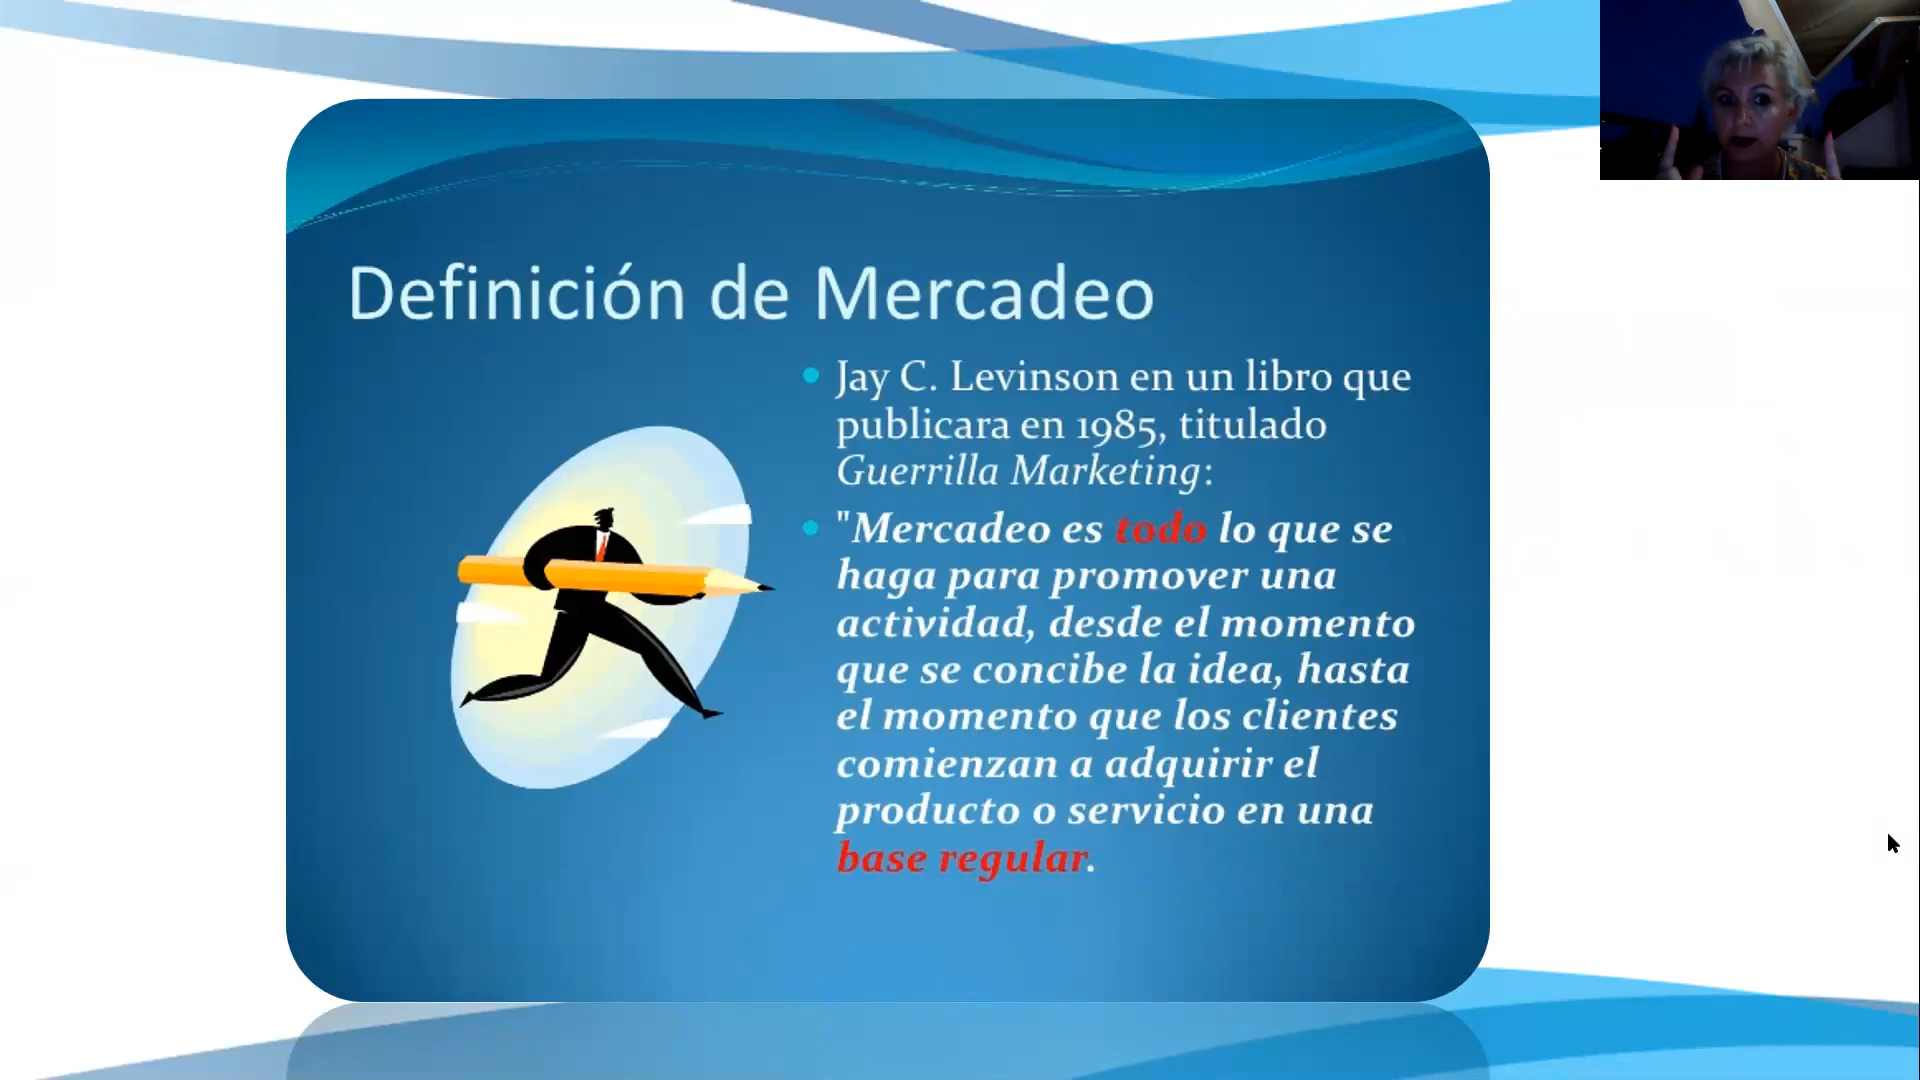 Definición de Mercadeo
Jay C. Levinson en un libro que
publicara en 1985, titulado
Guerrilla Marketing:
"Mercadeo es todo lo que se
haga para promover una
actividad, desde el momento
que se concibe la idea, hasta
el momento que los clientes
comienzan a adquirir el
producto o servicio en una
base regular.